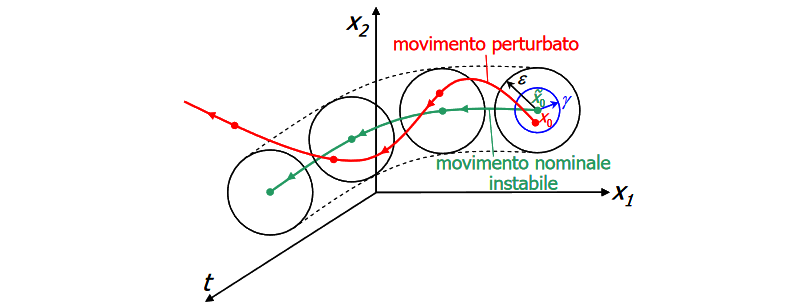 x₂
movimento perturbato
ε
x̃₀
γ
x₀
movimento nominale
instabile
x₁
t